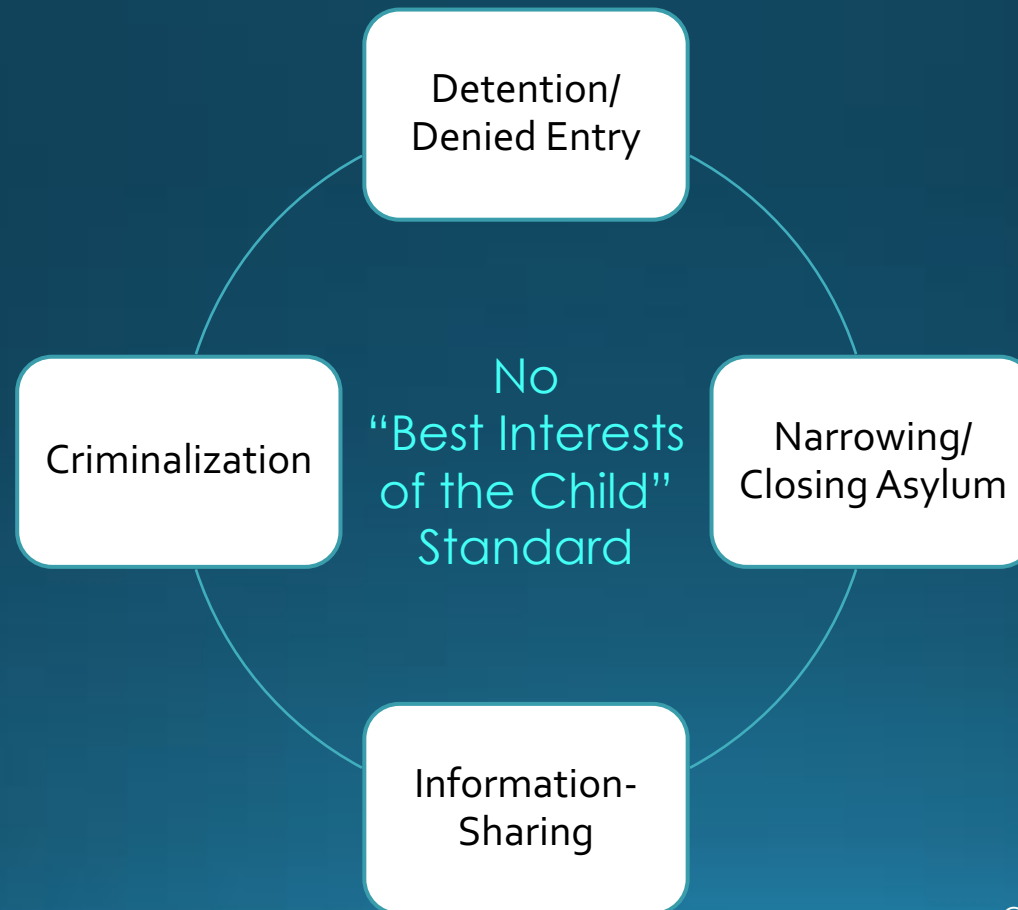 Detention/
Denied Entry
Criminalization
No
“Best Interests
of the Child”
Standard
Narrowing/
Closing Asylum
Information-
Sharing